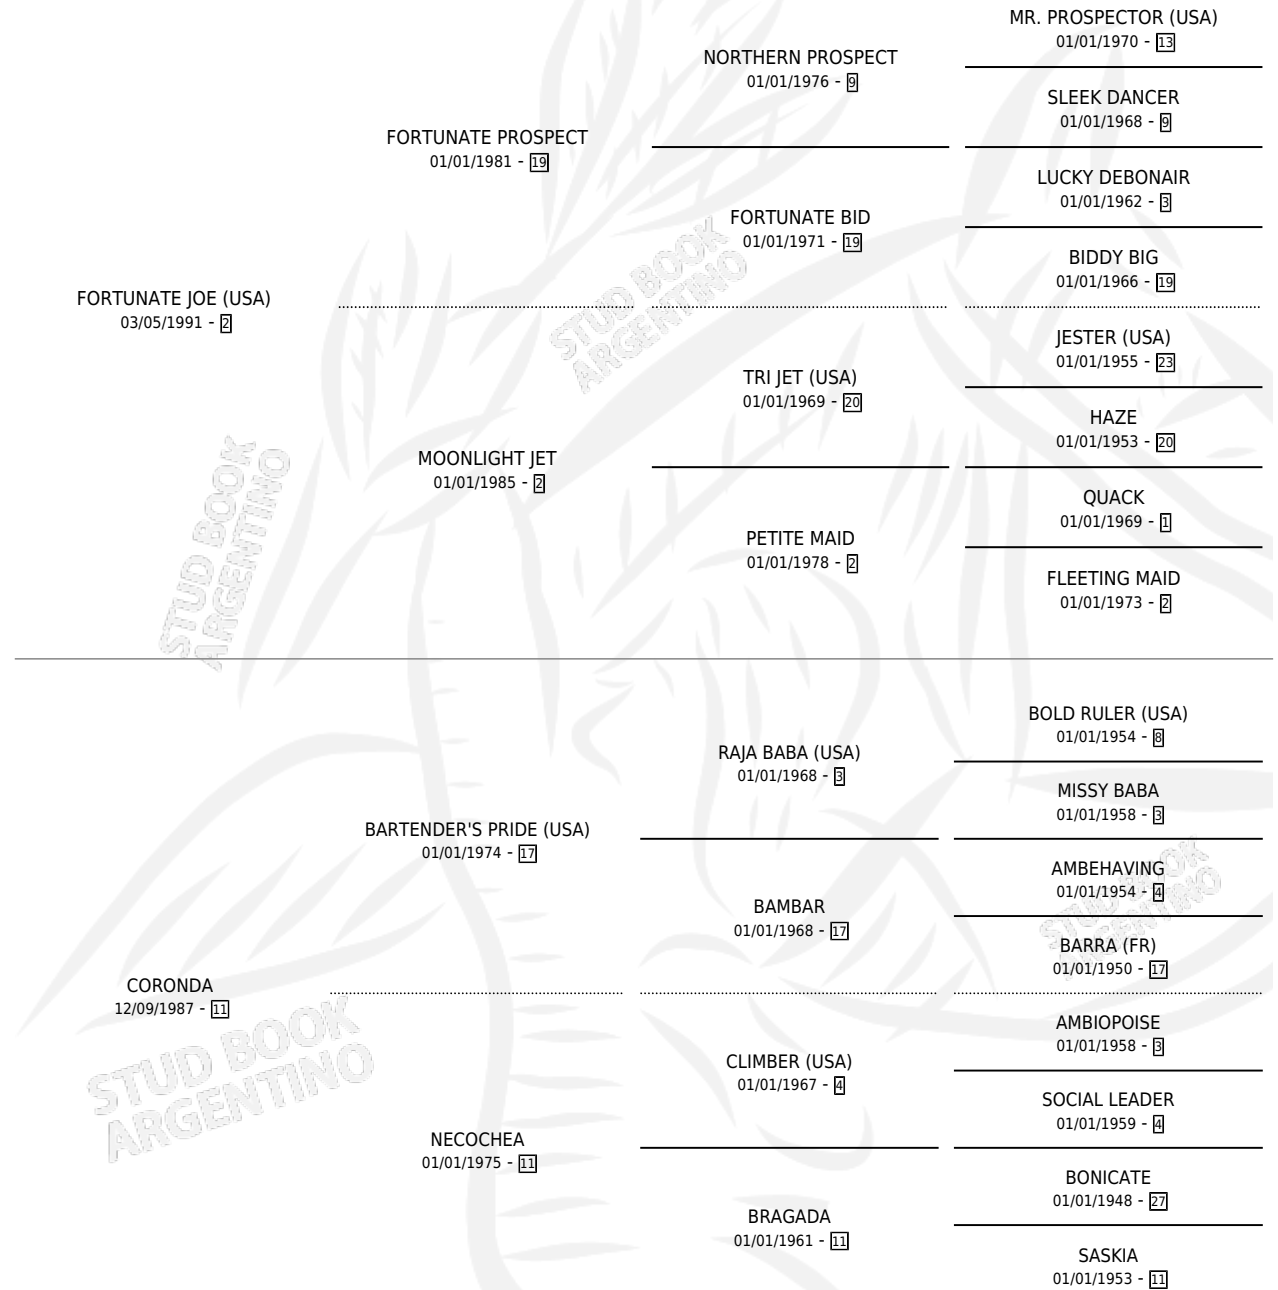 MR. PROSPECTOR (USA)
01/01/1970 - 13
NORTHERN PROSPECT
01/01/1976 - 9
SLEEK DANCER
01/01/1968 - 9
FORTUNATE PROSPECT
01/01/1981 - 19
LUCKY DEBONAIR
01/01/1962 - 3
FORTUNATE BID
01/01/1971 - 19
BIDDY BIG
01/01/1966 - 19
FORTUNATE JOE (USA)
03/05/1991 - 2
JESTER (USA)
01/01/1955 - 23
TRI JET (USA)
01/01/1969 - 20
HAZE
01/01/1953 - 20
MOONLIGHT JET
01/01/1985 - 2
QUACK
01/01/1969 - 1
PETITE MAID
01/01/1978 - 2
FLEETING MAID
01/01/1973 - 2
BOLD RULER (USA)
01/01/1954 - 8
RAJA BABA (USA)
01/01/1968 - 3
MISSY BABA
01/01/1958 - 3
BARTENDER'S PRIDE (USA)
01/01/1974 - 17
AMBEHAVING
01/01/1954 - 4
BAMBAR
01/01/1968 - 17
BARRA (FR)
01/01/1950 - 17
CORONDA
12/09/1987 - 11
AMBIOPOISE
01/01/1958 - 3
CLIMBER (USA)
01/01/1967 - 4
SOCIAL LEADER
01/01/1959 - 4
NECOCHEA
01/01/1975 - 11
BONICATE
01/01/1948 - 27
BRAGADA
01/01/1961 - 11
SASKIA
01/01/1953 - 11
STUD BOOK
ARGENTINO
STUD BOOK
ARGENTINO
STUD BOOK
ARGENTINO
STUD BOOK
ARGENTINO